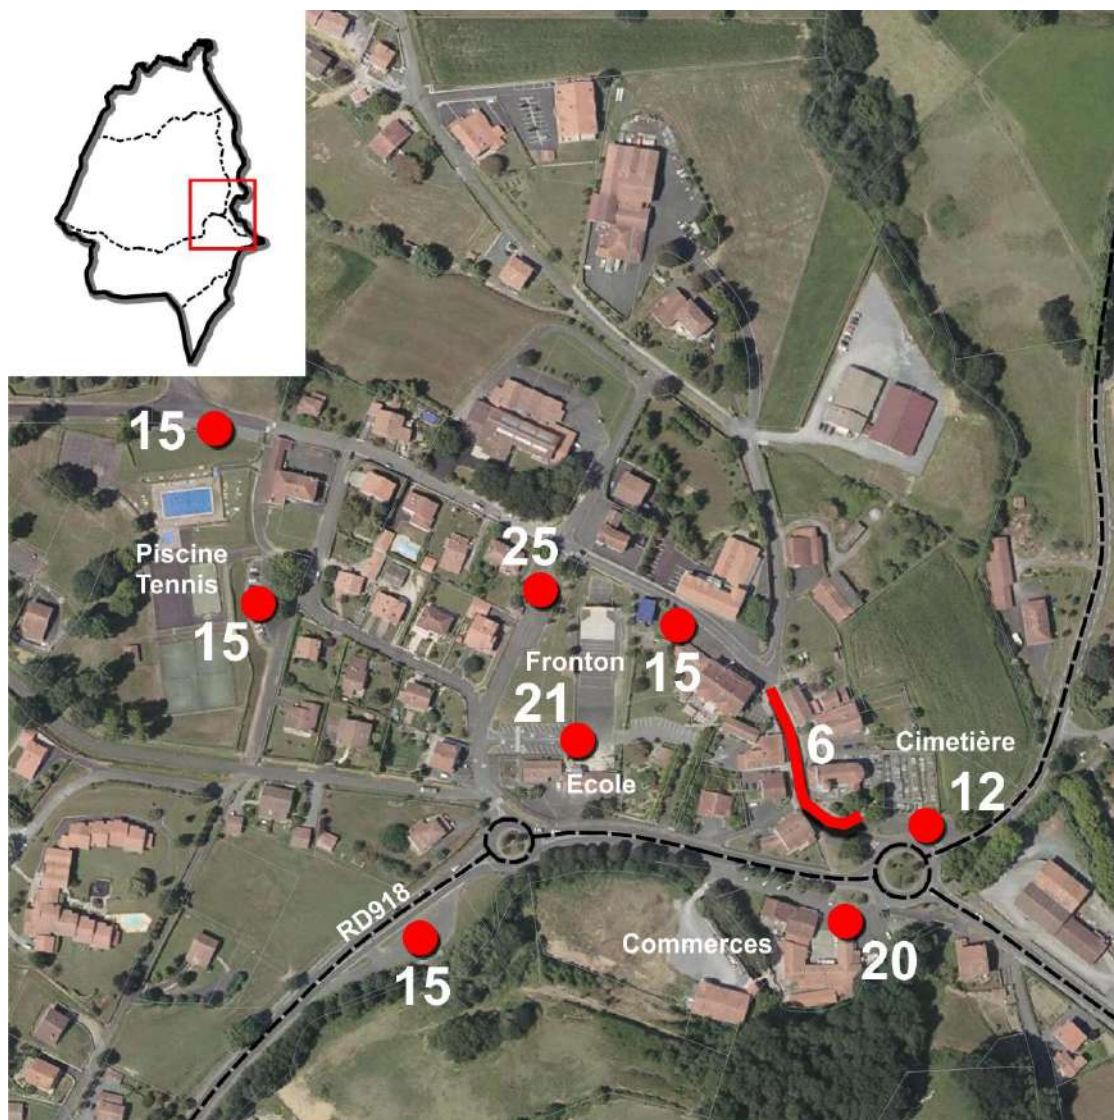 15
Piscine
Tennis
15
25
Fronton
21
15
Ecole
6
Cimetière
12
RD918
15
Commerces
20